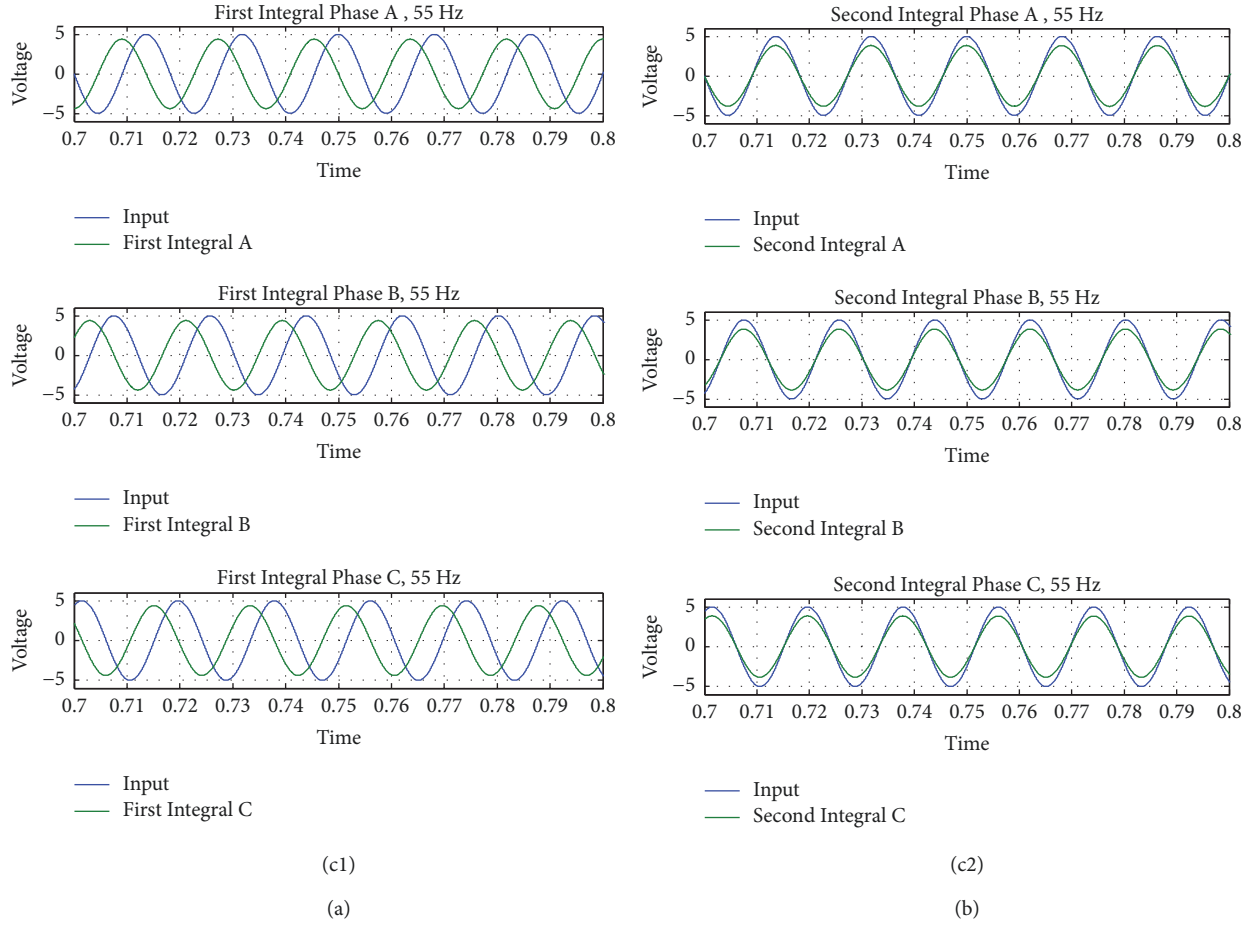 First Integral Phase A , 55 Hz
Voltage
5
0
−5
0.7 0.71 0.72 0.73 0.74 0.75 0.76 0.77 0.78 0.79 0.8
Time
Input
First Integral A
First Integral Phase B, 55 Hz
Voltage
5
0
−5
0.7 0.71 0.72 0.73 0.74 0.75 0.76 0.77 0.78 0.79 0.8
Time
Input
First Integral B
First Integral Phase C, 55 Hz
Voltage
5
0
−5
0.7 0.71 0.72 0.73 0.74 0.75 0.76 0.77 0.78 0.79 0.8
Time
Input
First Integral C
(c1)
(a)
Second Integral Phase A , 55 Hz
Voltage
5
0
−5
0.7 0.71 0.72 0.73 0.74 0.75 0.76 0.77 0.78 0.79 0.8
Time
Input
Second Integral A
Second Integral Phase B, 55 Hz
Voltage
5
0
−5
0.7 0.71 0.72 0.73 0.74 0.75 0.76 0.77 0.78 0.79 0.8
Time
Input
Second Integral B
Second Integral Phase C, 55 Hz
Voltage
5
0
−5
0.7 0.71 0.72 0.73 0.74 0.75 0.76 0.77 0.78 0.79 0.8
Time
Input
Second Integral C
(c2)
(b)